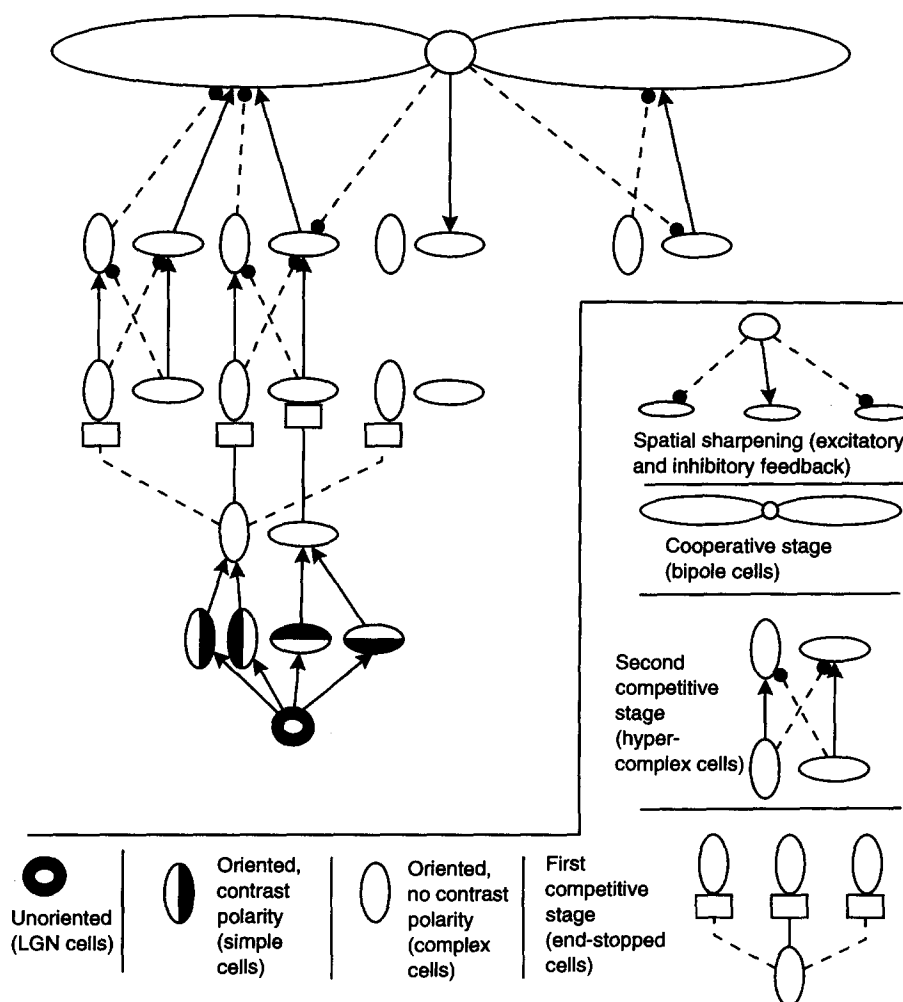 Spatial sharpening (excitatory
and inhibitory feedback)
Cooperative stage
(bipole cells)
Second
competitive
stage
(hyper-
complex cells)
Unoriented
(LGN cells)
Oriented,
contrast
polarity
(simple
cells)
Oriented,
no contrast
polarity
(complex
cells)
First
competitive
stage
(end-stopped
cells)